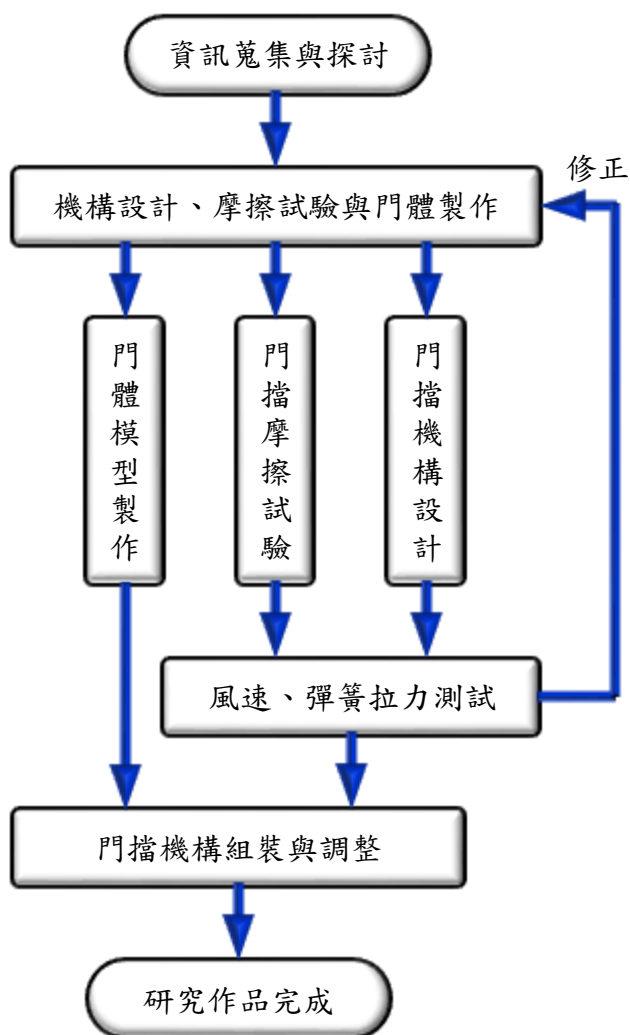 資訊蒐集與探討
修正
機構設計、摩擦試驗與門體製作
門體模型製作
門擋摩擦試驗
門擋機構設計
風速、彈簧拉力測試
門擋機構組裝與調整
研究作品完成